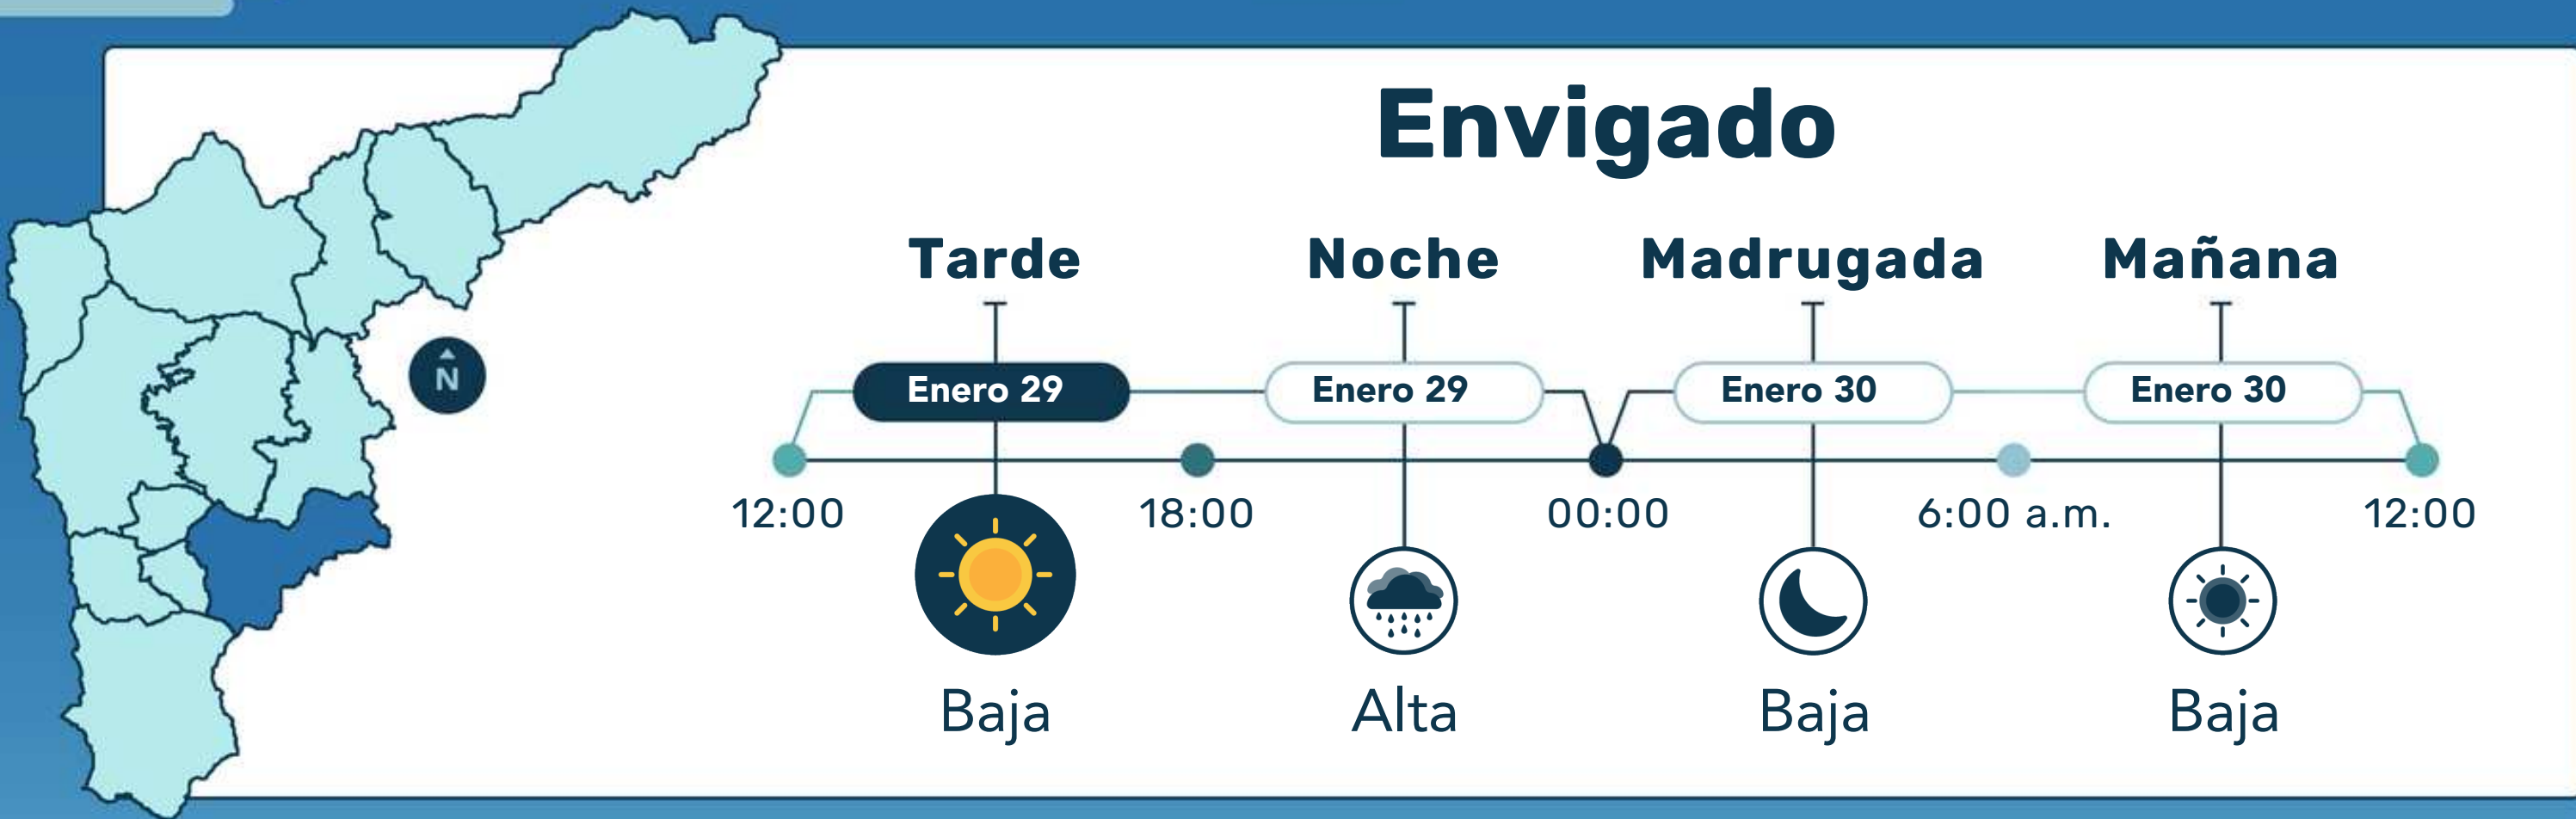 Envigado
Tarde Noche Madrugada Mañana
N
Enero 29 Enero 29 Enero 30 Enero 30
12:00 18:00 00:00 6:00 a.m. 12:00
Baja Alta Baja Baja